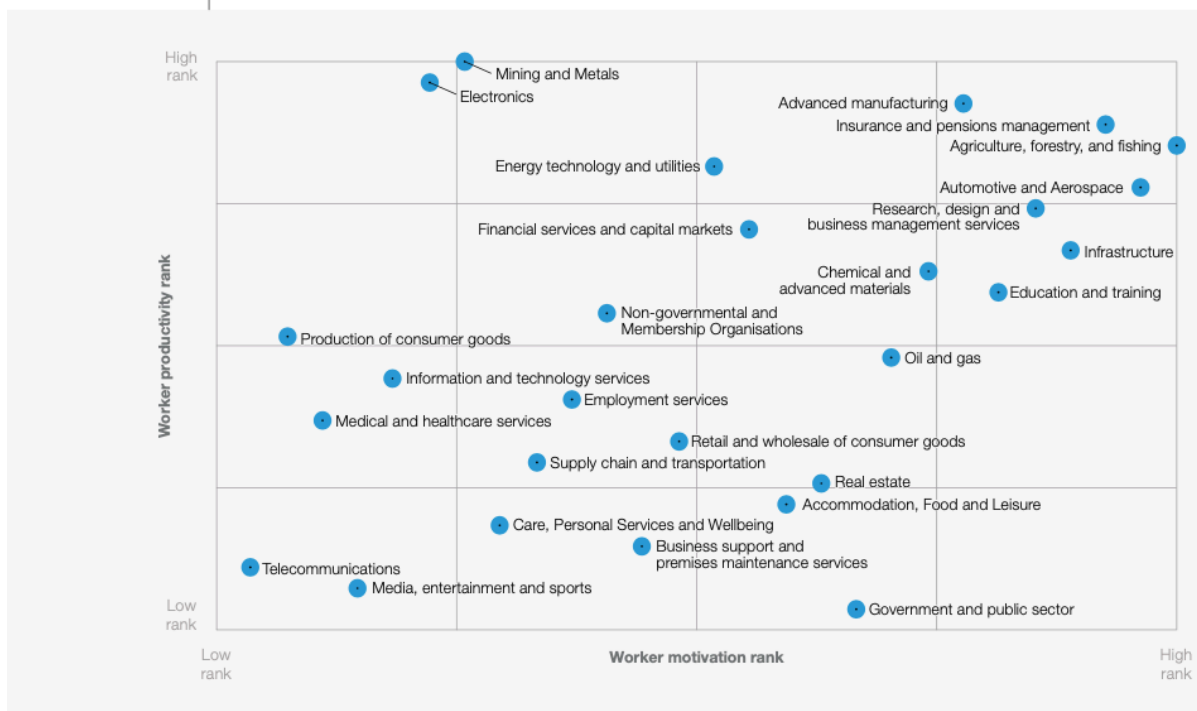 High
rank
Mining and Metals
Electronics
Advanced manufacturing
Insurance and pensions management
Agriculture, forestry, and fishing
Energy technology and utilities
Automotive and Aerospace
Research, design and
business management services
Financial services and capital markets
Infrastructure
Chemical and
advanced materials
Education and training
Non-governmental and
Membership Organisations
Production of consumer goods
Oil and gas
Worker productivity rank
Information and technology services
Employment services
Medical and healthcare services
Retail and wholesale of consumer goods
Supply chain and transportation
Real estate
Accommodation, Food and Leisure
Care, Personal Services and Wellbeing
Business support and
premises maintenance services
Telecommunications
Media, entertainment and sports
Government and public sector
Low
rank
Low
rank
Worker motivation rank
High
rank